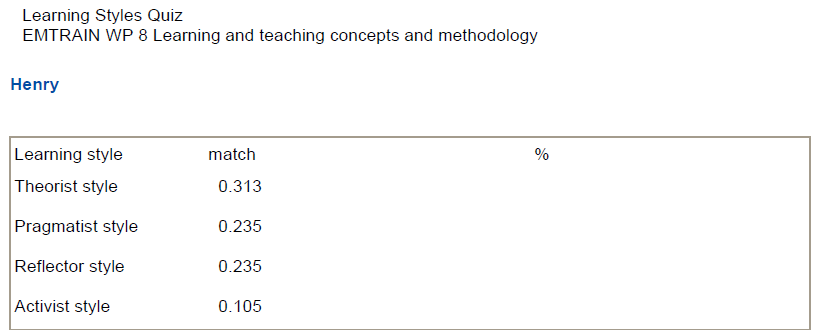 Learning Styles Quiz
EMTRAIN WP 8 Learning and teaching concepts and methodology
Henry
Learning style match %
Theorist style 0.313
Pragmatist style 0.235
Reflector style 0.235
Activist style 0.105